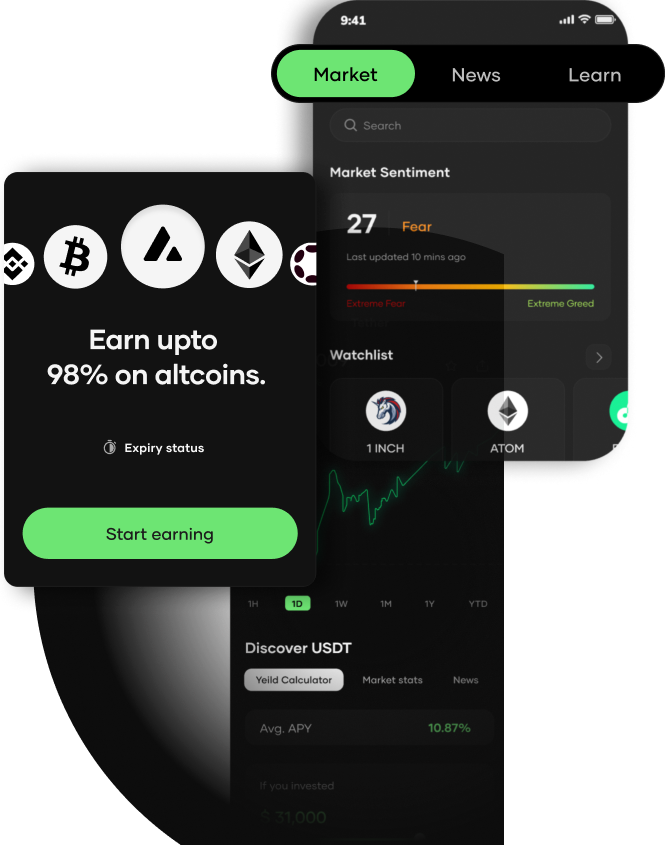 9:41
Market News Learn
Search
Market Sentiment
27 Fear
Last updated 10 mins ago
Extreme Fear Extreme Greed
Watchlist
1 INCH ATOM
Earn upto
98% on altcoins.
Expiry status
Start earning
1H 1D 1W 1M 1Y YTD
Discover USDT
Yeild Calculator Market stats News
Avg. APY 10.87%
If you invested
$ 31,000